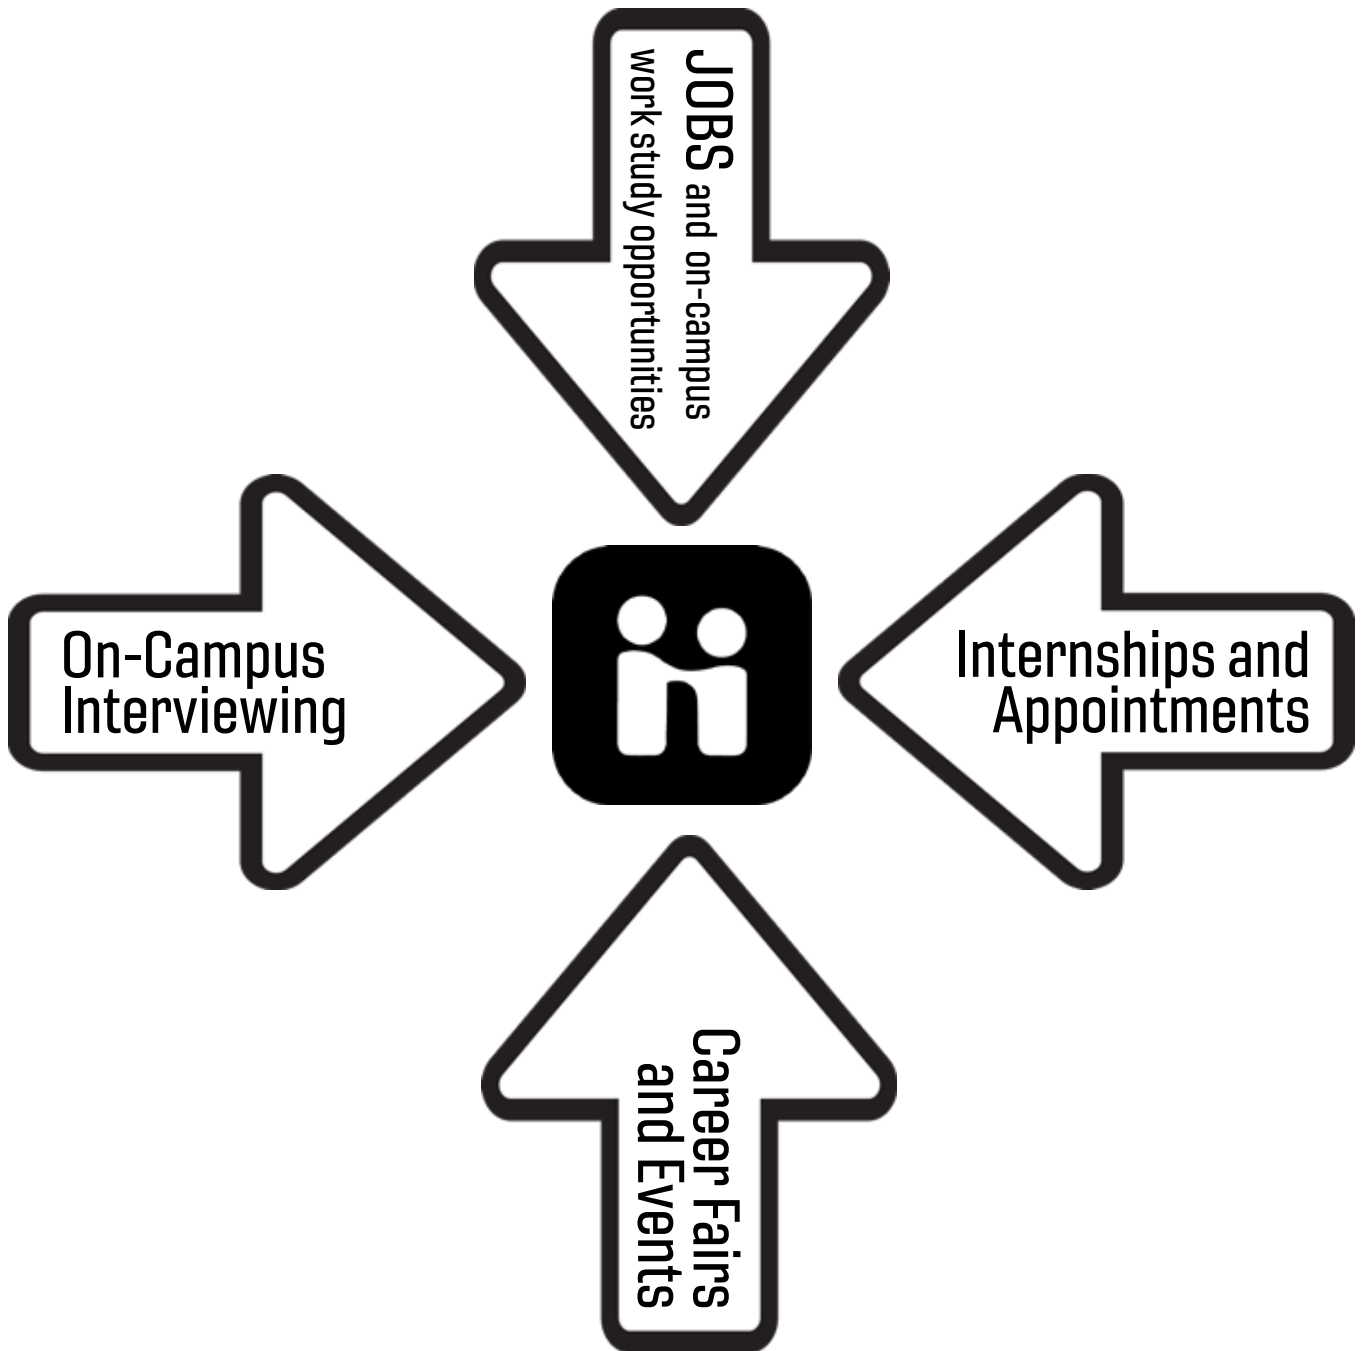 JOBS and on-campus
work study opportunities
On-Campus
Interviewing
Internships and
Appointments
Career Fairs
and Events